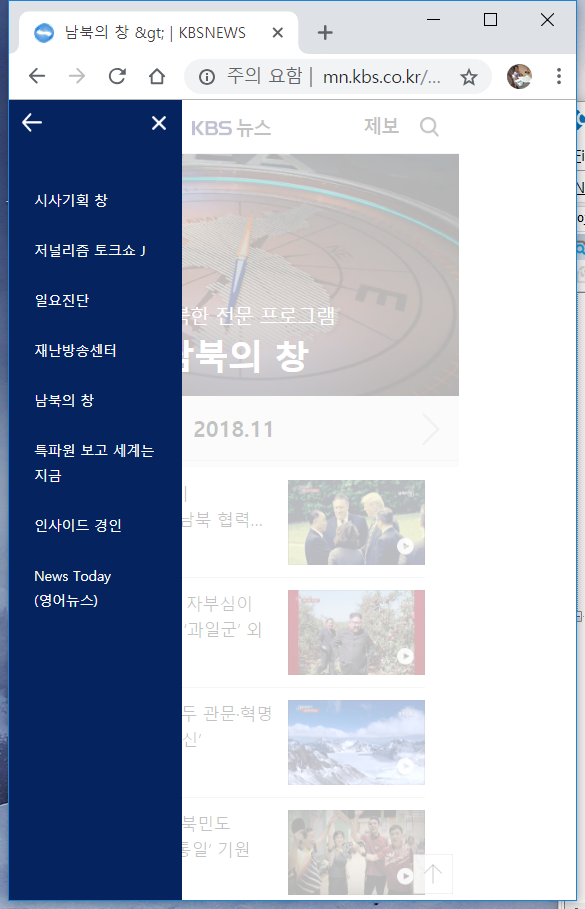 남북의 창 &gt; | KBSNEWS
주의 요함 | mn.kbs.co.kr/...
KBS 뉴스 제보
시사기획 창
저널리즘 토크쇼 J
일요진단
재난방송센터
남북의 창
특파원 보고 세계는
지금
인사이드 경인
News Today
(영어뉴스)
전문 프로그램
남북의 창
2018.11
남북 협력...
자부심이
'과일군' 외
관문·혁명
신'
북민도
통일' 기원